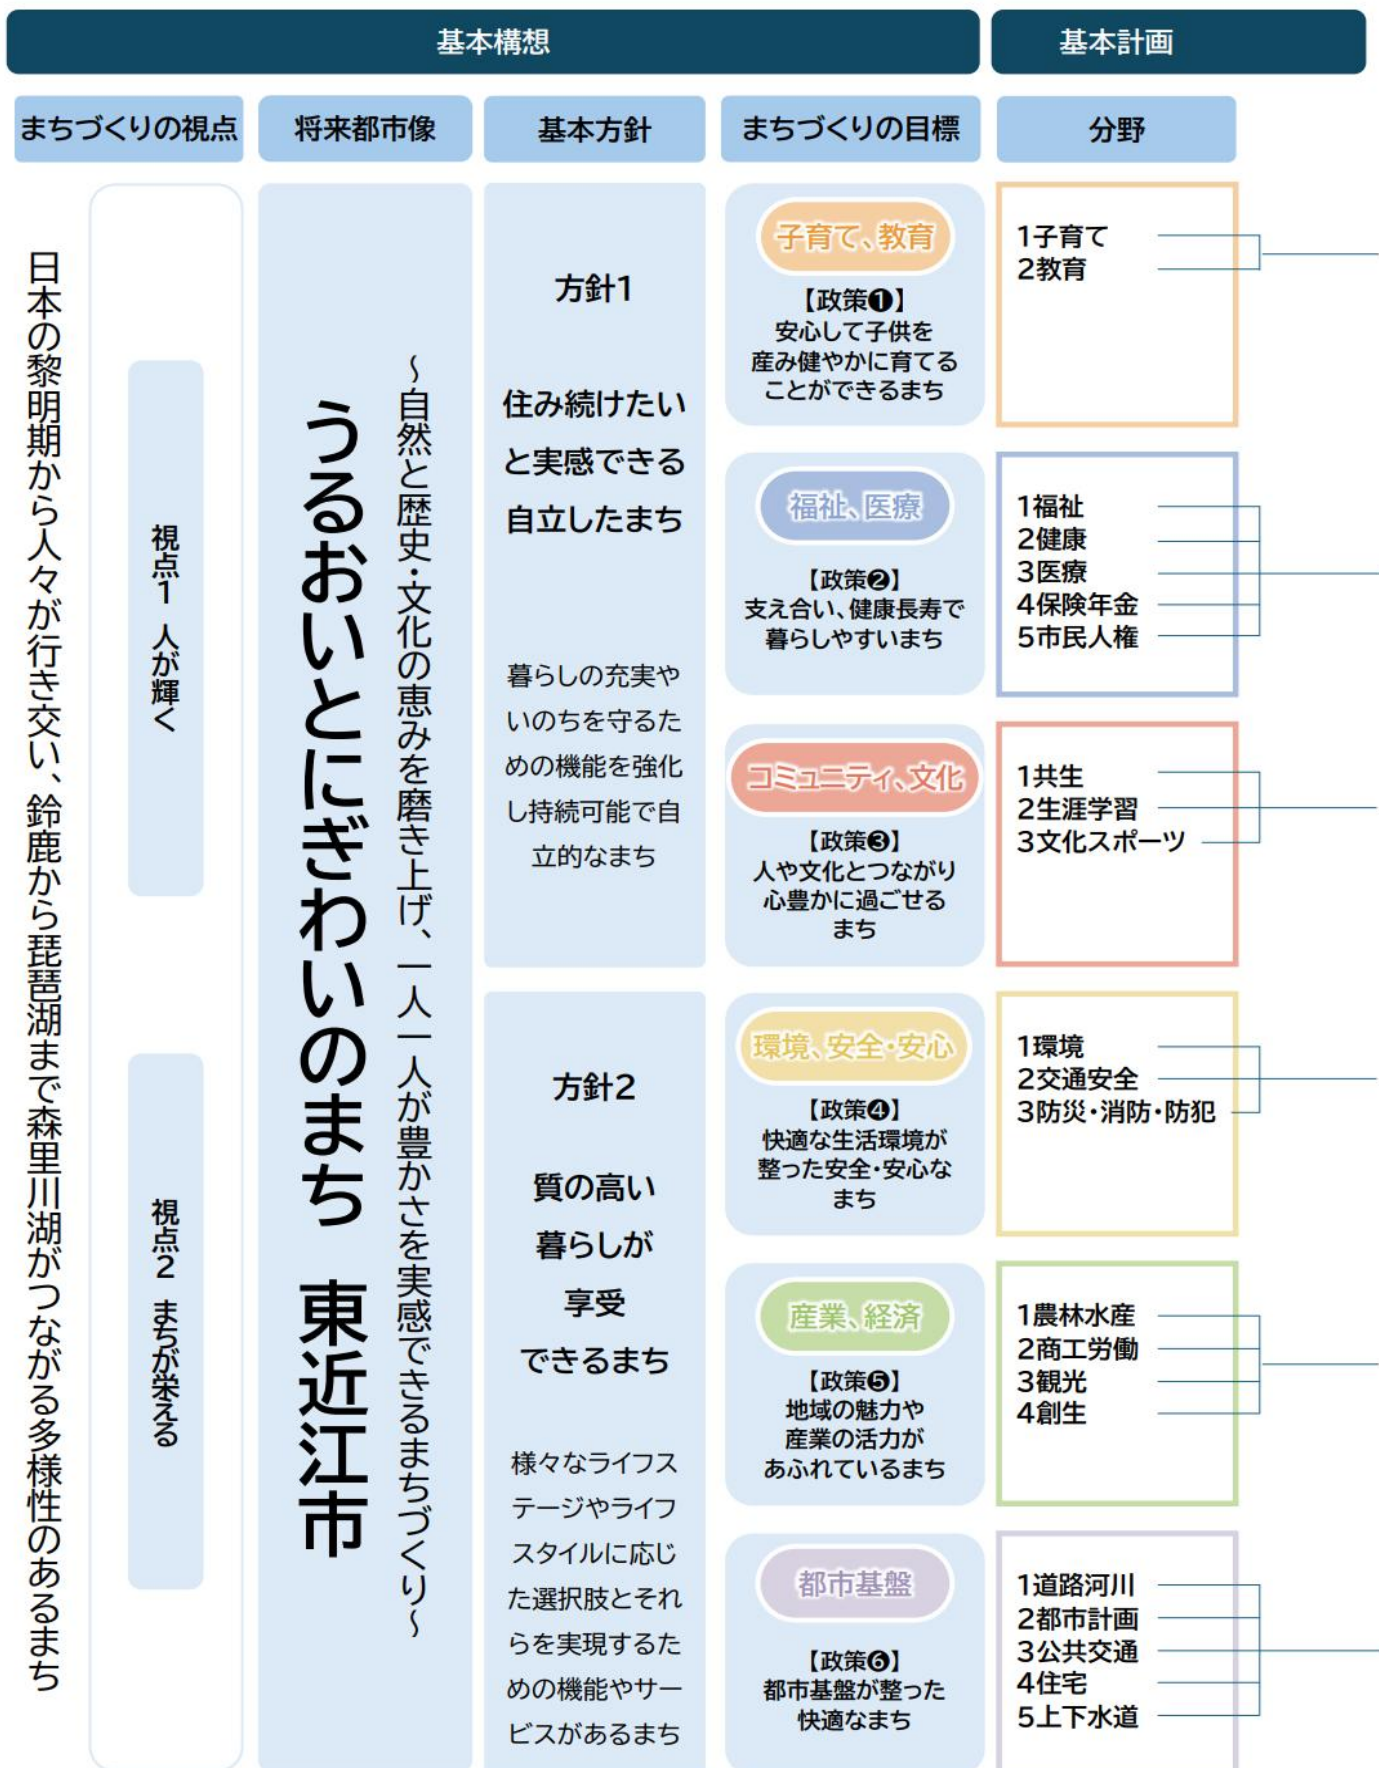 基本構想
基本計画
まちづくりの視点
将来都市像
基本方針
まちづくりの目標
分野
日本の黎明期から人々が行き交い、鈴鹿から琵琶湖まで森里川湖がつながる多様性のあるまち
視点1 人が輝く
視点2 まちが栄える
うるおいとにぎわいのまち 東近江市
～自然と歴史・文化の恵みを磨き上げ、一人一人が豊かさを実感できるまちづくり～
方針1
住み続けたい
と実感できる
自立したまち
暮らしの充実や
いのちを守るた
めの機能を強化
し持続可能で自
立的なまち
方針2
質の高い
暮らしが
享受
できるまち
様々なライフス
テージやライフ
スタイルに応じ
た選択肢とそれ
らを実現するた
めの機能やサー
ビスがあるまち
子育て、教育
【政策❶】
安心して子供を
産み健やかに育てる
ことができるまち
1子育て
2教育
福祉、医療
【政策❷】
支え合い、健康長寿で
暮らしやすいまち
1福祉
2健康
3医療
4保険年金
5市民人権
コミュニティ、文化
【政策❸】
人や文化とつながり
心豊かに過ごせる
まち
1共生
2生涯学習
3文化スポーツ
環境、安全・安心
【政策❹】
快適な生活環境が
整った安全・安心な
まち
1環境
2交通安全
3防災・消防・防犯
産業、経済
【政策❺】
地域の魅力や
産業の活力が
あふれているまち
1農林水産
2商工労働
3観光
4創生
都市基盤
【政策❻】
都市基盤が整った
快適なまち
1道路河川
2都市計画
3公共交通
4住宅
5上下水道